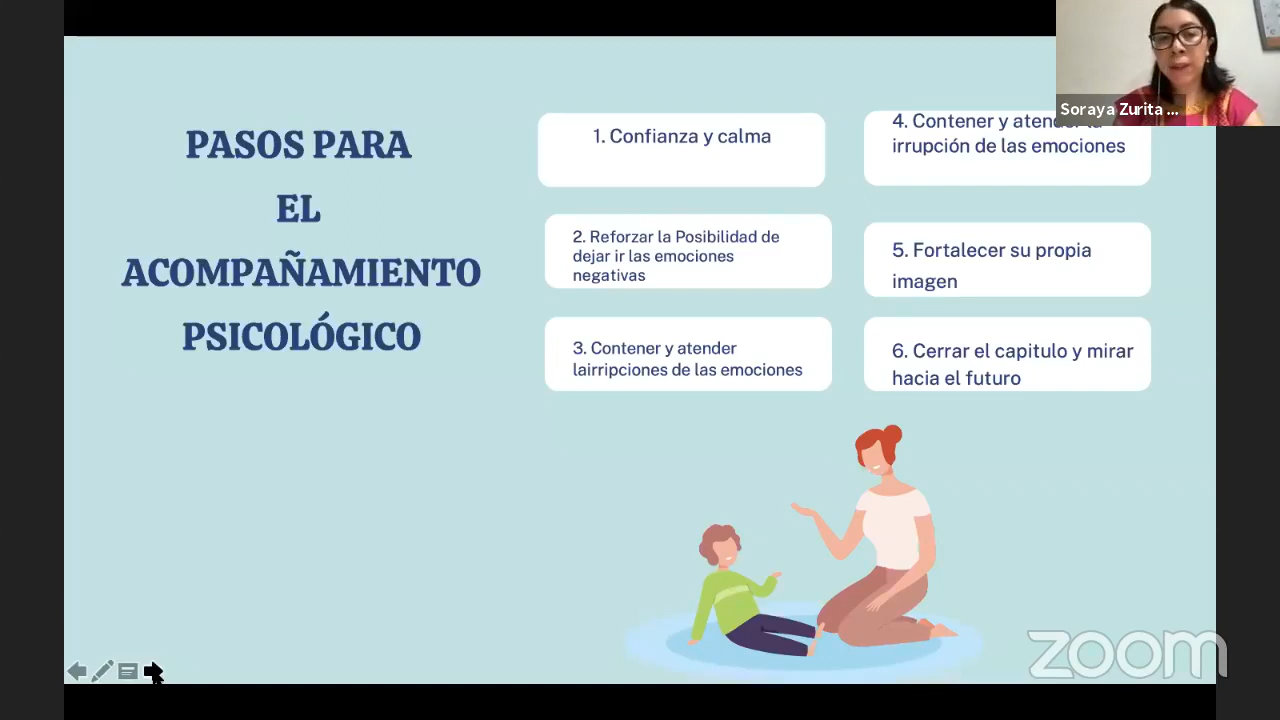 PASOS PARA
EL
ACOMPAÑAMIENTO
PSICOLÓGICO
1. Confianza y calma
2. Reforzar la Posibilidad de
dejar ir las emociones
negativas
3. Contener y atender
lairripciones de las emociones
4. Contener y atender la
irrupción de las emociones
5. Fortalecer su propia
imagen
6. Cerrar el capitulo y mirar
hacia el futuro
Soraya Zurita ...
zoom